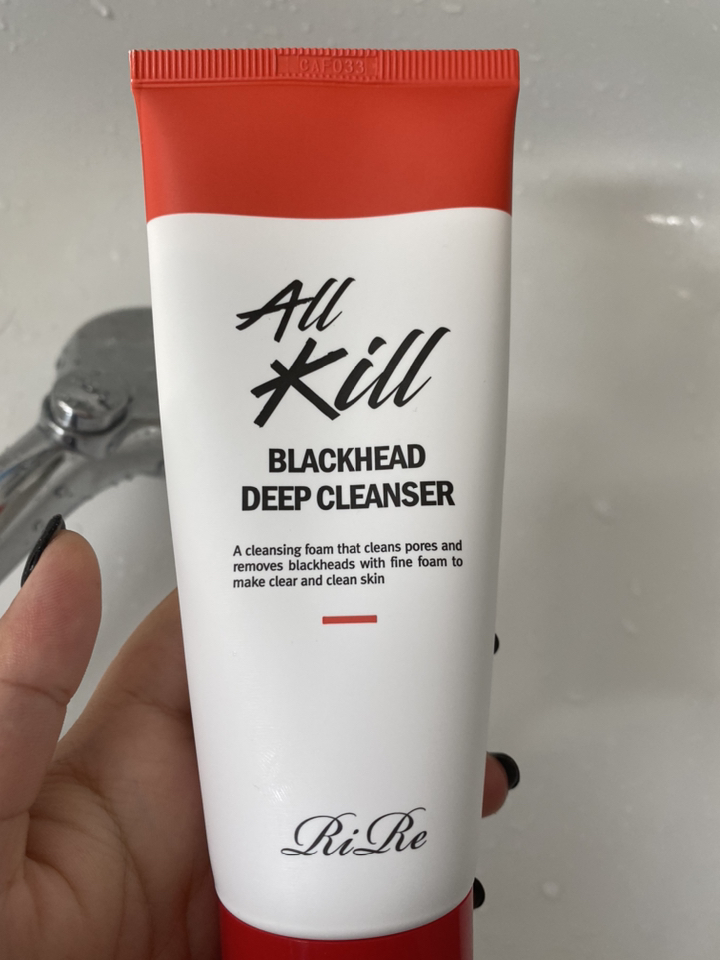 CAF033
All
Kill
BLACKHEAD
DEEP CLEANSER
A cleansing foam that cleans pores and
removes blackheads with fine foam to
make clear and clean skin
RiRe